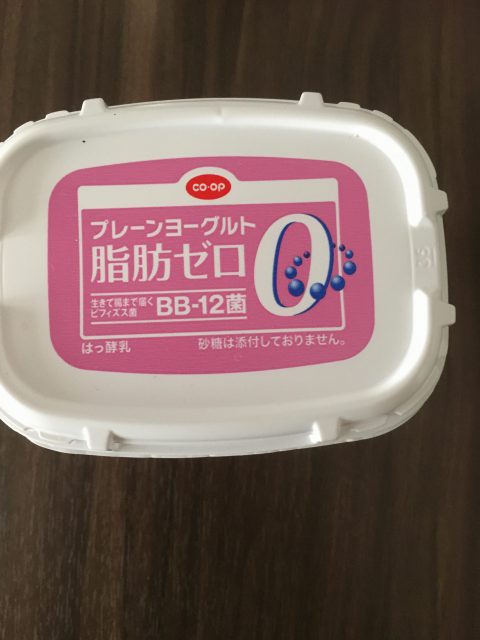 CO·OP
プレーンヨーグルト
脂肪ゼロ
0
生きて腸まで届く
ビフィズス菌
BB-12菌
はっ酵乳
砂糖は添付しておりません。